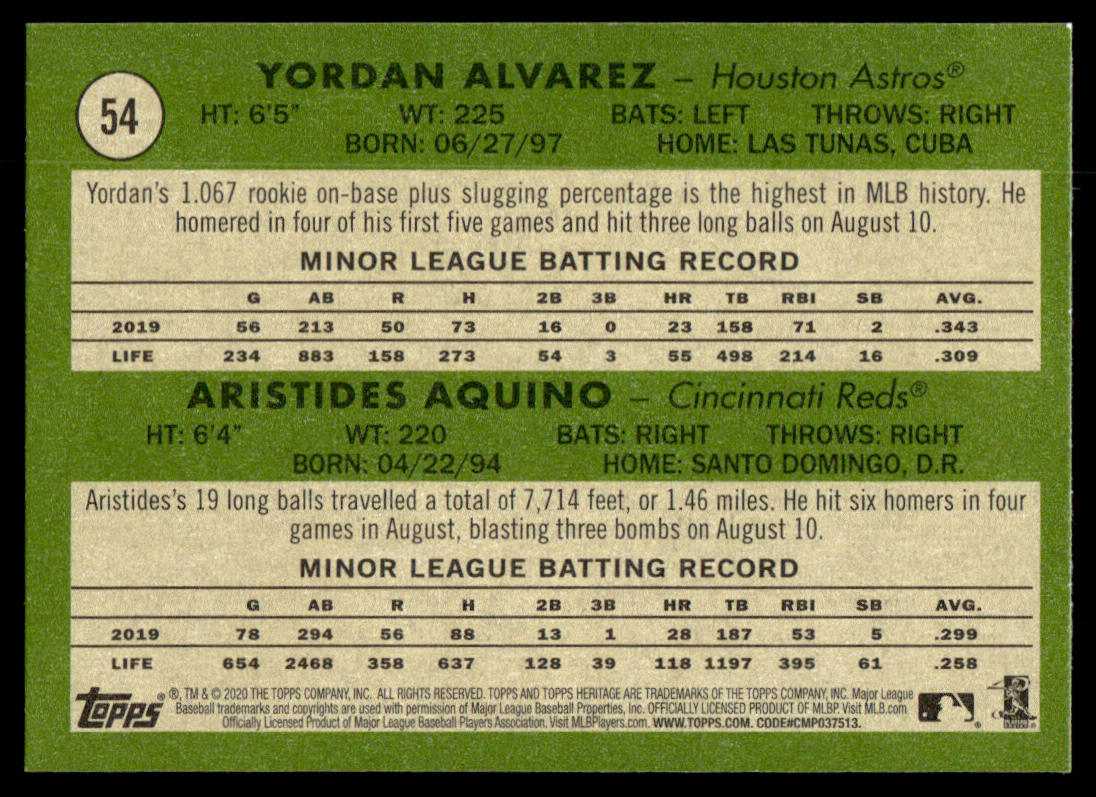 54
YORDAN ALVAREZ – Houston Astros®
HT: 6'5" WT: 225 BATS: LEFT THROWS: RIGHT
BORN: 06/27/97 HOME: LAS TUNAS, CUBA
Yordan's 1.067 rookie on-base plus slugging percentage is the highest in MLB history. He
homered in four of his first five games and hit three long balls on August 10.
MINOR LEAGUE BATTING RECORD
G AB R H 2B 3B HR TB RBI SB AVG.
2019 56 213 50 73 16 0 23 158 71 2 .343
LIFE 234 883 158 273 54 3 55 498 214 16 .309
ARISTIDES AQUINO – Cincinnati Reds®
HT: 6'4" WT: 220 BATS: RIGHT THROWS: RIGHT
BORN: 04/22/94 HOME: SANTO DOMINGO, D.R.
Aristides's 19 long balls travelled a total of 7,714 feet, or 1.46 miles. He hit six homers in four
games in August, blasting three bombs on August 10.
MINOR LEAGUE BATTING RECORD
G AB R H 2B 3B HR TB RBI SB AVG.
2019 78 294 56 88 13 1 28 187 53 5 .299
LIFE 654 2468 358 637 128 39 118 1197 395 61 .258
Topps® ®, TM & © 2020 THE TOPPS COMPANY, INC. ALL RIGHTS RESERVED. TOPPS AND TOPPS HERITAGE ARE TRADEMARKS OF THE TOPPS COMPANY, INC. Major League
Baseball trademarks and copyrights are used with permission of Major League Baseball Properties, Inc. OFFICIALLY LICENSED PRODUCT OF MLBP. Visit MLB.com
Officially Licensed Product of Major League Baseball Players Association. Visit MLBPlayers.com. WWW.TOPPS.COM. CODE#CMP037513.